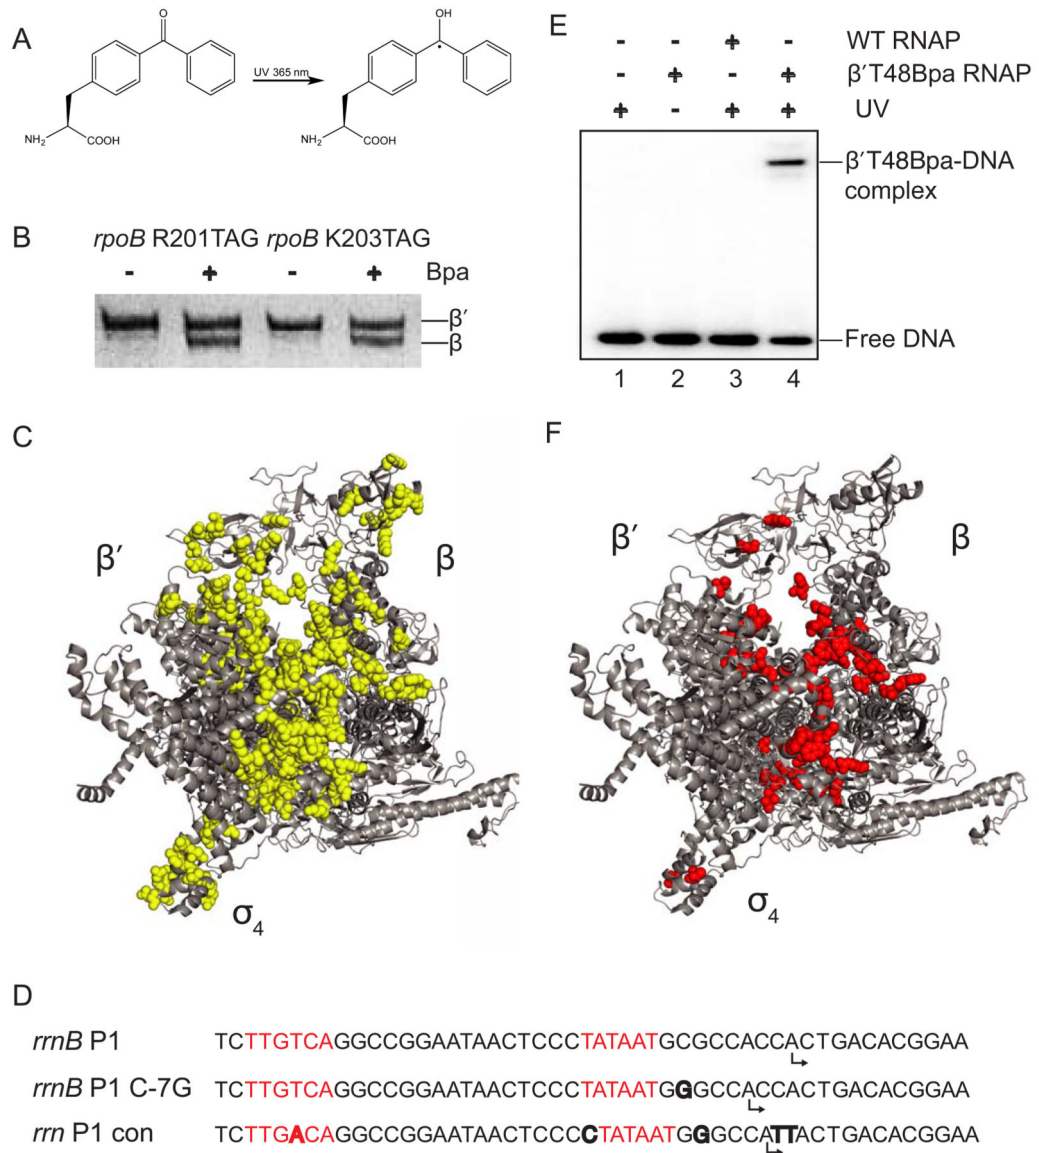 A
O
OH
UV 365 nm
NH2
COOH
NH2
COOH
B
rpoB R201TAG rpoB K203TAG
- + - + Bpa
β′
β
E
- - + - WT RNAP
- + - + β′T48Bpa RNAP
+ - + + UV
β′T48Bpa-DNA
complex
Free DNA
1 2 3 4
C
β′
β
σ4
F
β′
β
σ4
D
rrnB P1 TCTTGTCAGGCCGGAATAACTCCCTATAATGCGCCACCACTGACACGGAA
rrnB P1 C-7G TCTTGTCAGGCCGGAATAACTCCCTATAATGGGCCACCACTGACACGGAA
rrn P1 con TCTTGACAGGCCGGAATAACTCCCCTATAATGGGCCATTACTGACACGGAA